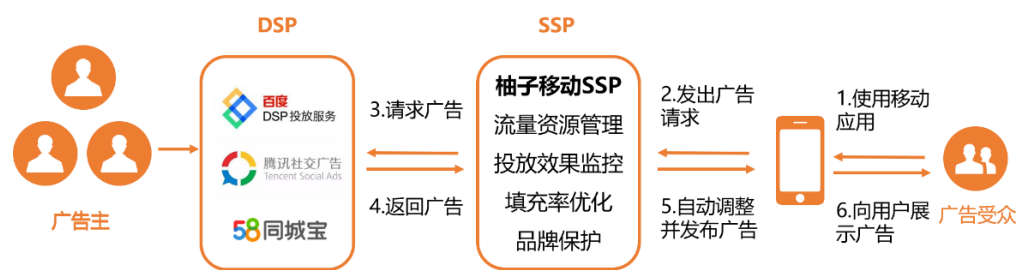 DSP
SSP
广告主
百度
DSP投放服务
腾讯社交广告
Tencent Social Ads
58同城宝
3.请求广告
4.返回广告
柚子移动SSP
流量资源管理
投放效果监控
填充率优化
品牌保护
2.发出广告
请求
5.自动调整
并发布广告
1.使用移动
应用
6.向用户展
示广告
广告受众